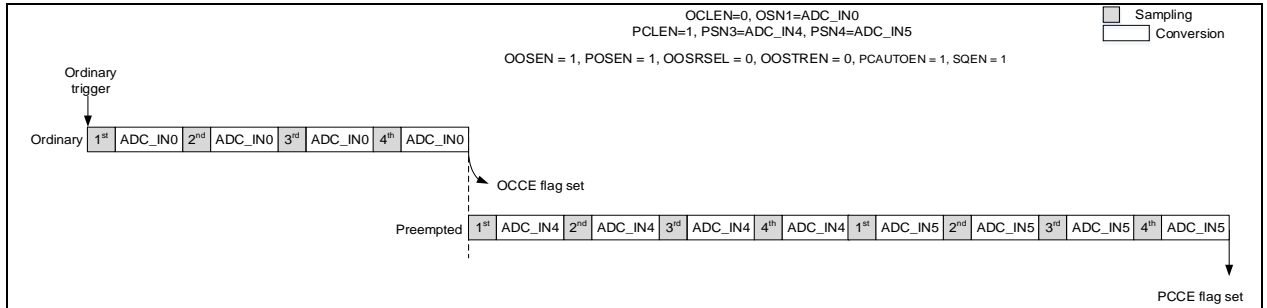 OCLEN=0, OSN1=ADC_IN0
PCLEN=1, PSN3=ADC_IN4, PSN4=ADC_IN5
OOSEN = 1, POSEN = 1, OOSRSEL = 0, OOSTREN = 0, PCAUTOEN = 1, SQEN = 1
Sampling
Conversion
Ordinary
trigger
Ordinary 1st ADC_IN0 2nd ADC_IN0 3rd ADC_IN0 4th ADC_IN0
OCCE flag set
Preempted 1st ADC_IN4 2nd ADC_IN4 3rd ADC_IN4 4th ADC_IN4 1st ADC_IN5 2nd ADC_IN5 3rd ADC_IN5 4th ADC_IN5
PCCE flag set